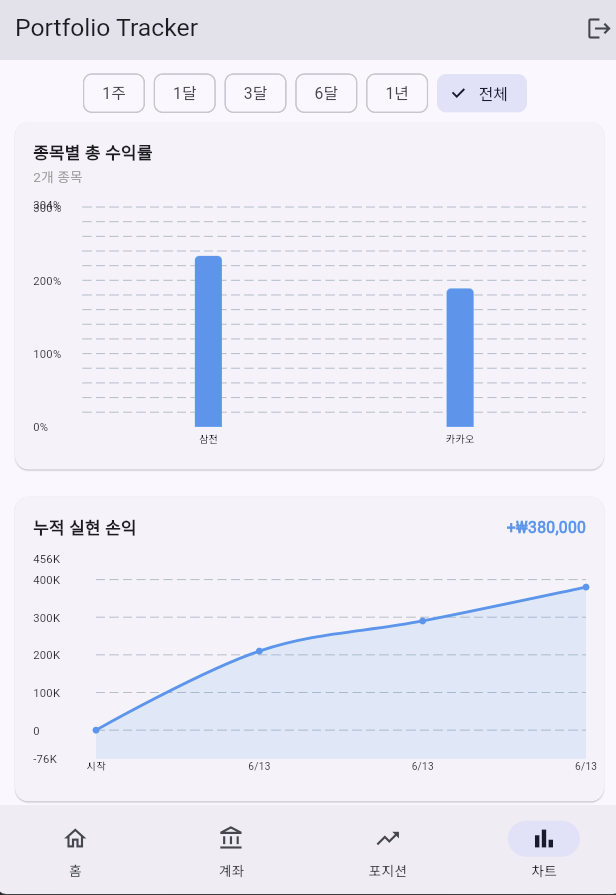 Portfolio Tracker
1주 1달 3달 6달 1년 전체
종목별 총 수익률
2개 종목
304%
300%
200%
100%
0%
삼전 카카오
누적 실현 손익 +₩380,000
456K
400K
300K
200K
100K
0
-76K
시작 6/13 6/13 6/13
홈 계좌 포지션 차트